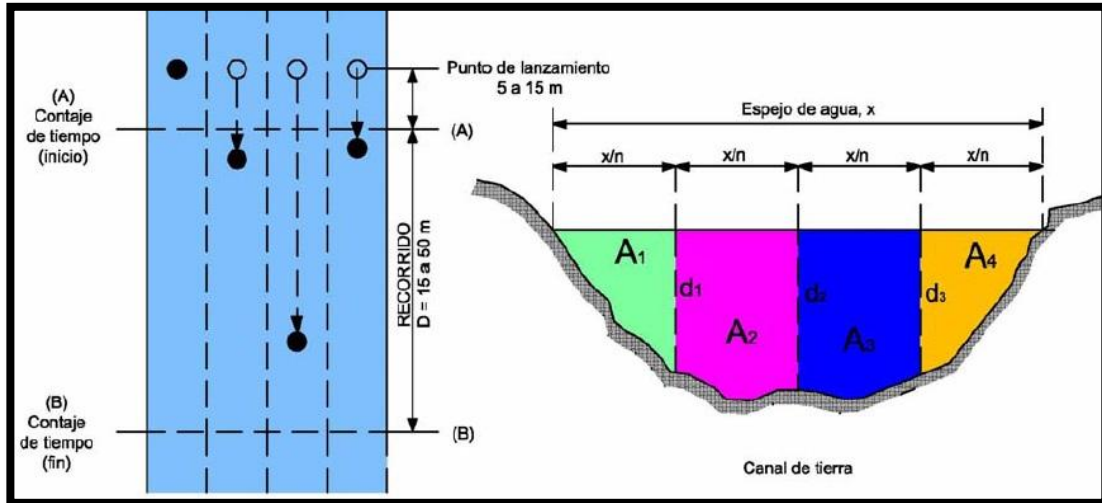 (A)
Contaje
de tiempo
(inicio)
Punto de lanzamiento
5 a 15 m
(A)
RECORRIDO
D = 15 a 50 m
(B)
Contaje
de tiempo
(fin)
(B)
Espejo de agua, x
x/n
x/n
x/n
x/n
A1
d1
A2
d2
A3
d3
A4
Canal de tierra